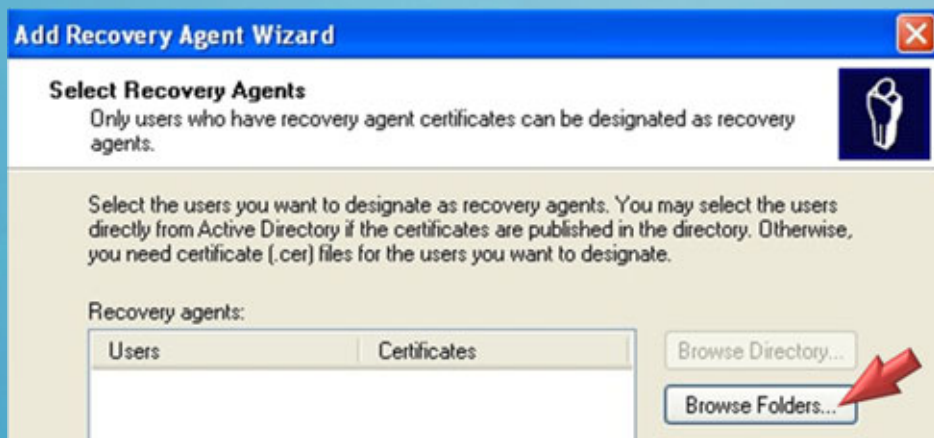 Add Recovery Agent Wizard
Select Recovery Agents
Only users who have recovery agent certificates can be designated as recovery
agents.
Select the users you want to designate as recovery agents. You may select the users
directly from Active Directory if the certificates are published in the directory. Otherwise,
you need certificate (.cer) files for the users you want to designate.
Recovery agents:
Users Certificates
Browse Directory...
Browse Folders...